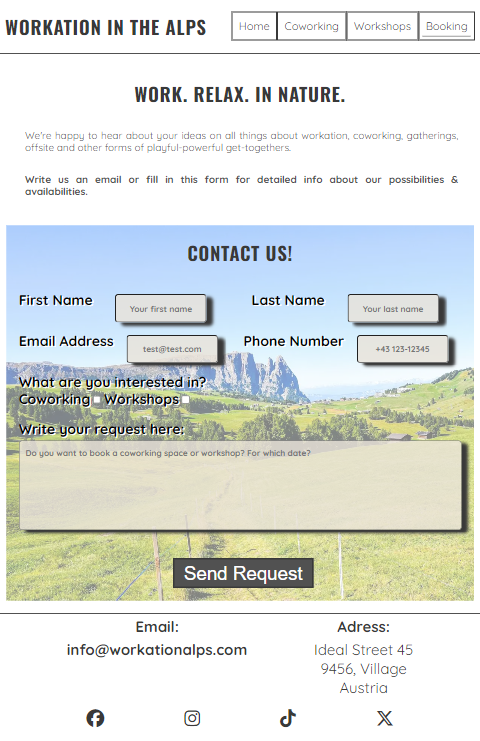 WORKATION IN THE ALPS
Home Coworking Workshops Booking
WORK. RELAX. IN NATURE.
We're happy to hear about your ideas on all things about workation, coworking, gatherings,
offsite and other forms of playful-powerful get-togethers.
Write us an email or fill in this form for detailed info about our possibilities &
availabilities.
CONTACT US!
First Name Your first name Last Name Your last name
Email Address test@test.com Phone Number +43 123-12345
What are you interested in?
Coworking Workshops
Write your request here:
Do you want to book a coworking space or workshop? For which date?
Send Request
Email: Adress:
info@workationalps.com Ideal Street 45
9456, Village
Austria